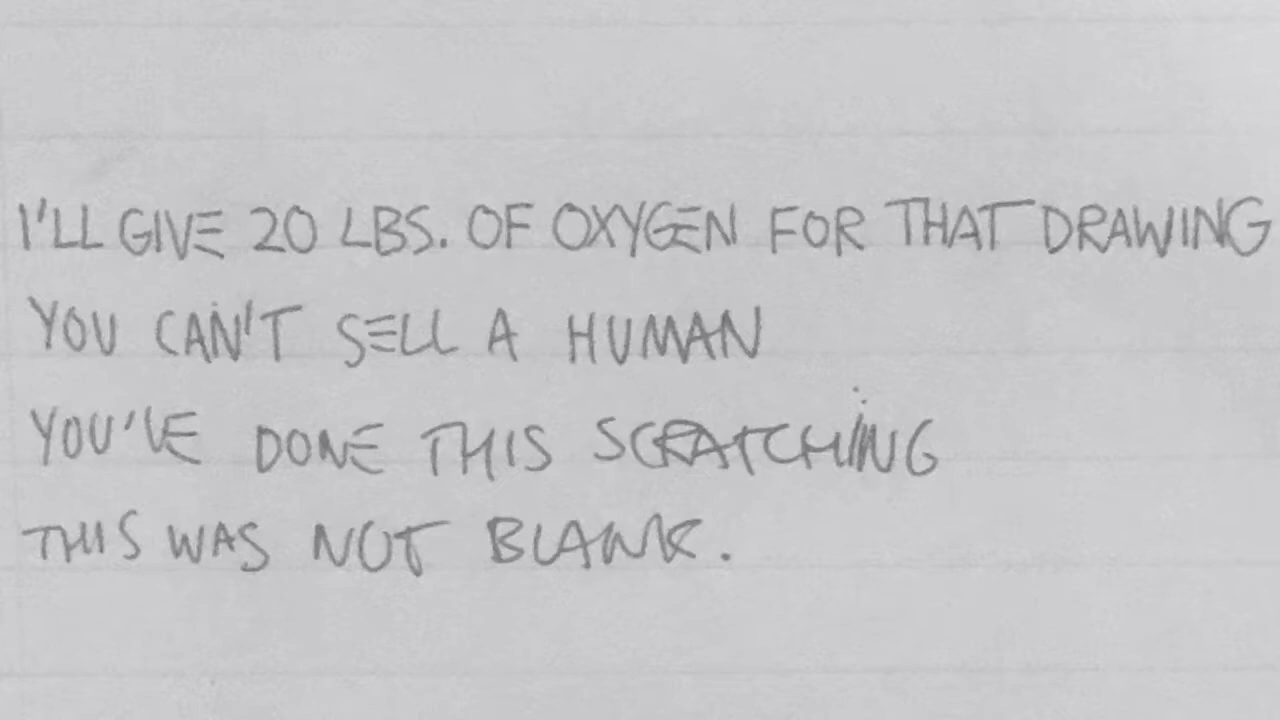 I'LL GIVE 20 LBS. OF OXYGEN FOR THAT DRAWING
YOU CAN'T SELL A HUMAN
YOU'VE DONE THIS SCRATCHING
THIS WAS NOT BLANK.